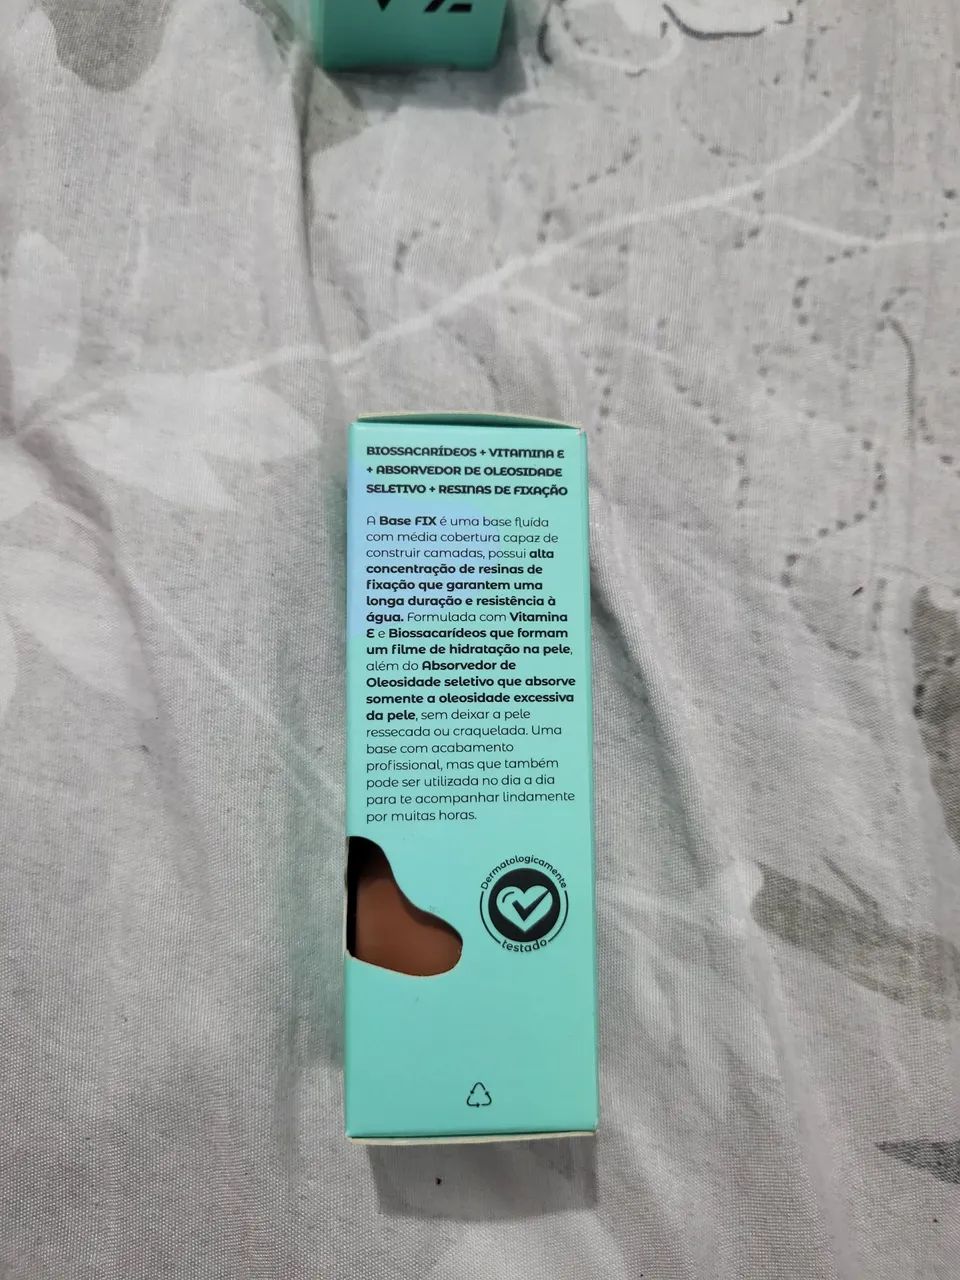 BIOSSACARÍDEOS + VITAMINA E
+ ABSORVEDOR DE OLEOSIDADE
SELETIVO + RESINAS DE FIXAÇÃO
A Base FIX é uma base fluída
com média cobertura capaz de
construir camadas, possui alta
concentração de resinas de
fixação que garantem uma
longa duração e resistência à
água. Formulada com Vitamina
E e Biossacarídeos que formam
um filme de hidratação na pele,
além do Absorvedor de
Oleosidade seletivo que absorve
somente a oleosidade excessiva
da pele, sem deixar a pele
ressecada ou craquelada. Uma
base com acabamento
profissional, mas que também
pode ser utilizada no dia a dia
para te acompanhar lindamente
por muitas horas.
Dermatologicamente
testado